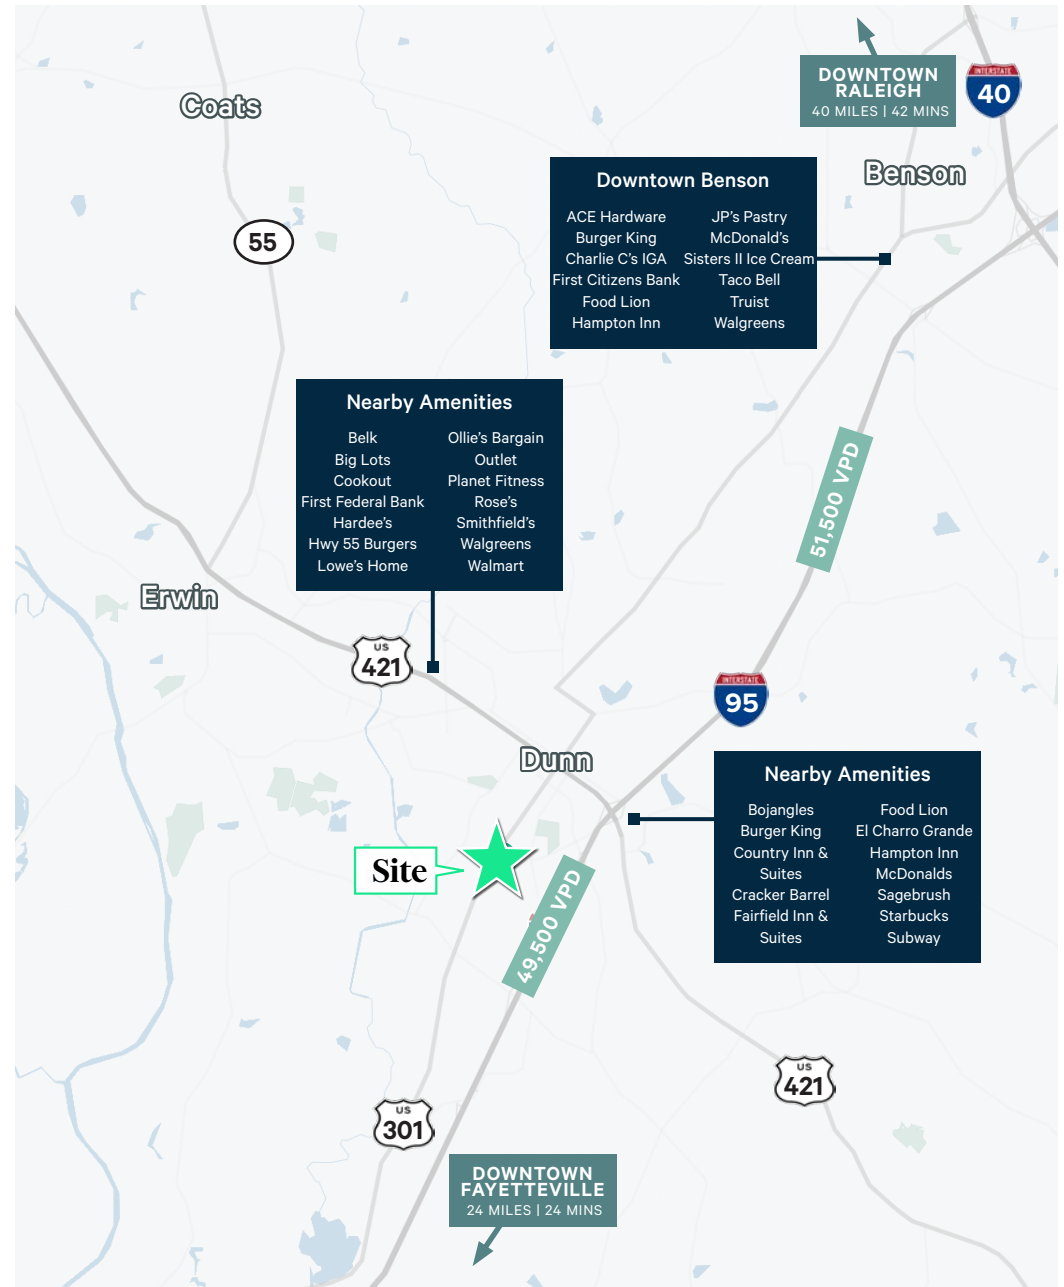 DOWNTOWN
RALEIGH
40 MILES | 42 MINS
INTERSTATE
40
Coats
Benson
Downtown Benson
ACE Hardware
Burger King
Charlie C's IGA
First Citizens Bank
Food Lion
Hampton Inn
JP's Pastry
McDonald's
Sisters II Ice Cream
Taco Bell
Truist
Walgreens
55
Nearby Amenities
Belk
Big Lots
Cookout
First Federal Bank
Hardee's
Hwy 55 Burgers
Lowe's Home
Ollie's Bargain
Outlet
Planet Fitness
Rose's
Smithfield's
Walgreens
Walmart
51,500 VPD
Erwin
US
421
INTERSTATE
95
Dunn
Nearby Amenities
Bojangles
Burger King
Country Inn &
Suites
Cracker Barrel
Fairfield Inn &
Suites
Food Lion
El Charro Grande
Hampton Inn
McDonalds
Sagebrush
Starbucks
Subway
Site
49,500 VPD
US
421
US
301
DOWNTOWN
FAYETTEVILLE
24 MILES | 24 MINS